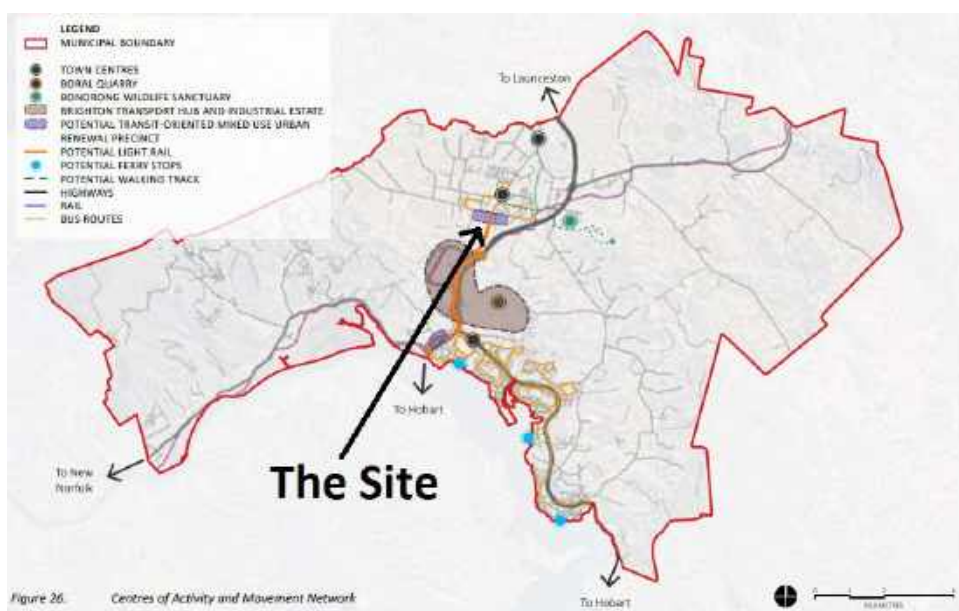 LEGEND
MUNICIPAL BOUNDARY
TOWN CENTRES
BORAL QUARRY
BONORONG WILDLIFE SANCTUARY
BRIGHTON TRANSPORT HUB AND INDUSTRIAL ESTATE
POTENTIAL TRANSIT-ORIENTED MIXED USE URBAN
RENEWAL PRECINCT
POTENTIAL LIGHT RAIL
POTENTIAL FERRY STOPS
POTENTIAL WALKING TRACK
HIGHWAYS
RAIL
BUS ROUTES
To Launceston
To Hobart
The Site
To New
Norfolk
To Hobart
Figure 26. Centres of Activity and Movement Network